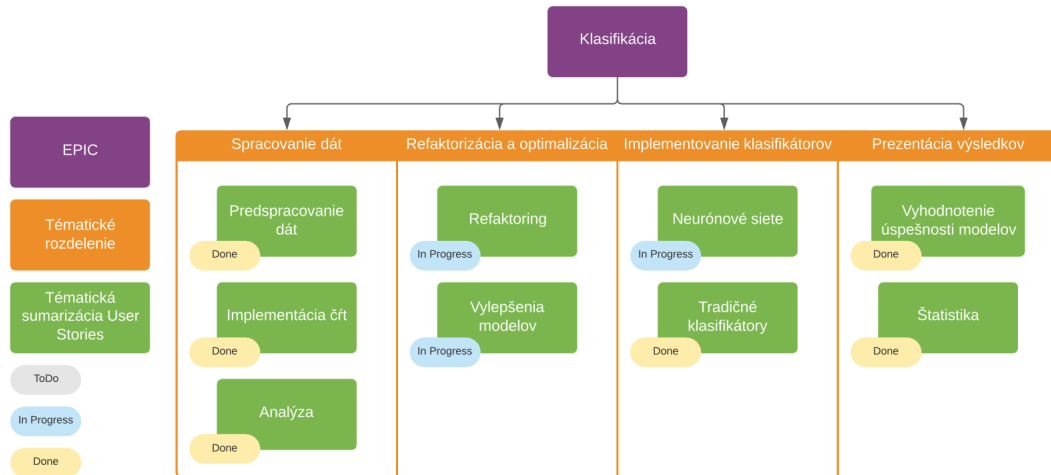 Klasifikácia
EPIC
Tématické
rozdelenie
Tématická
sumarizácia User
Stories
ToDo
In Progress
Done
Spracovanie dát
Predspracovanie
dát
Done
Implementácia čŕt
Done
Analýza
Done
Refaktorizácia a optimalizácia
Refaktoring
In Progress
Vylepšenia
modelov
In Progress
Implementovanie klasifikátorov
Neurónové siete
In Progress
Tradičné
klasifikátory
Done
Prezentácia výsledkov
Vyhodnotenie
úspešnosti modelov
Done
Štatistika
Done